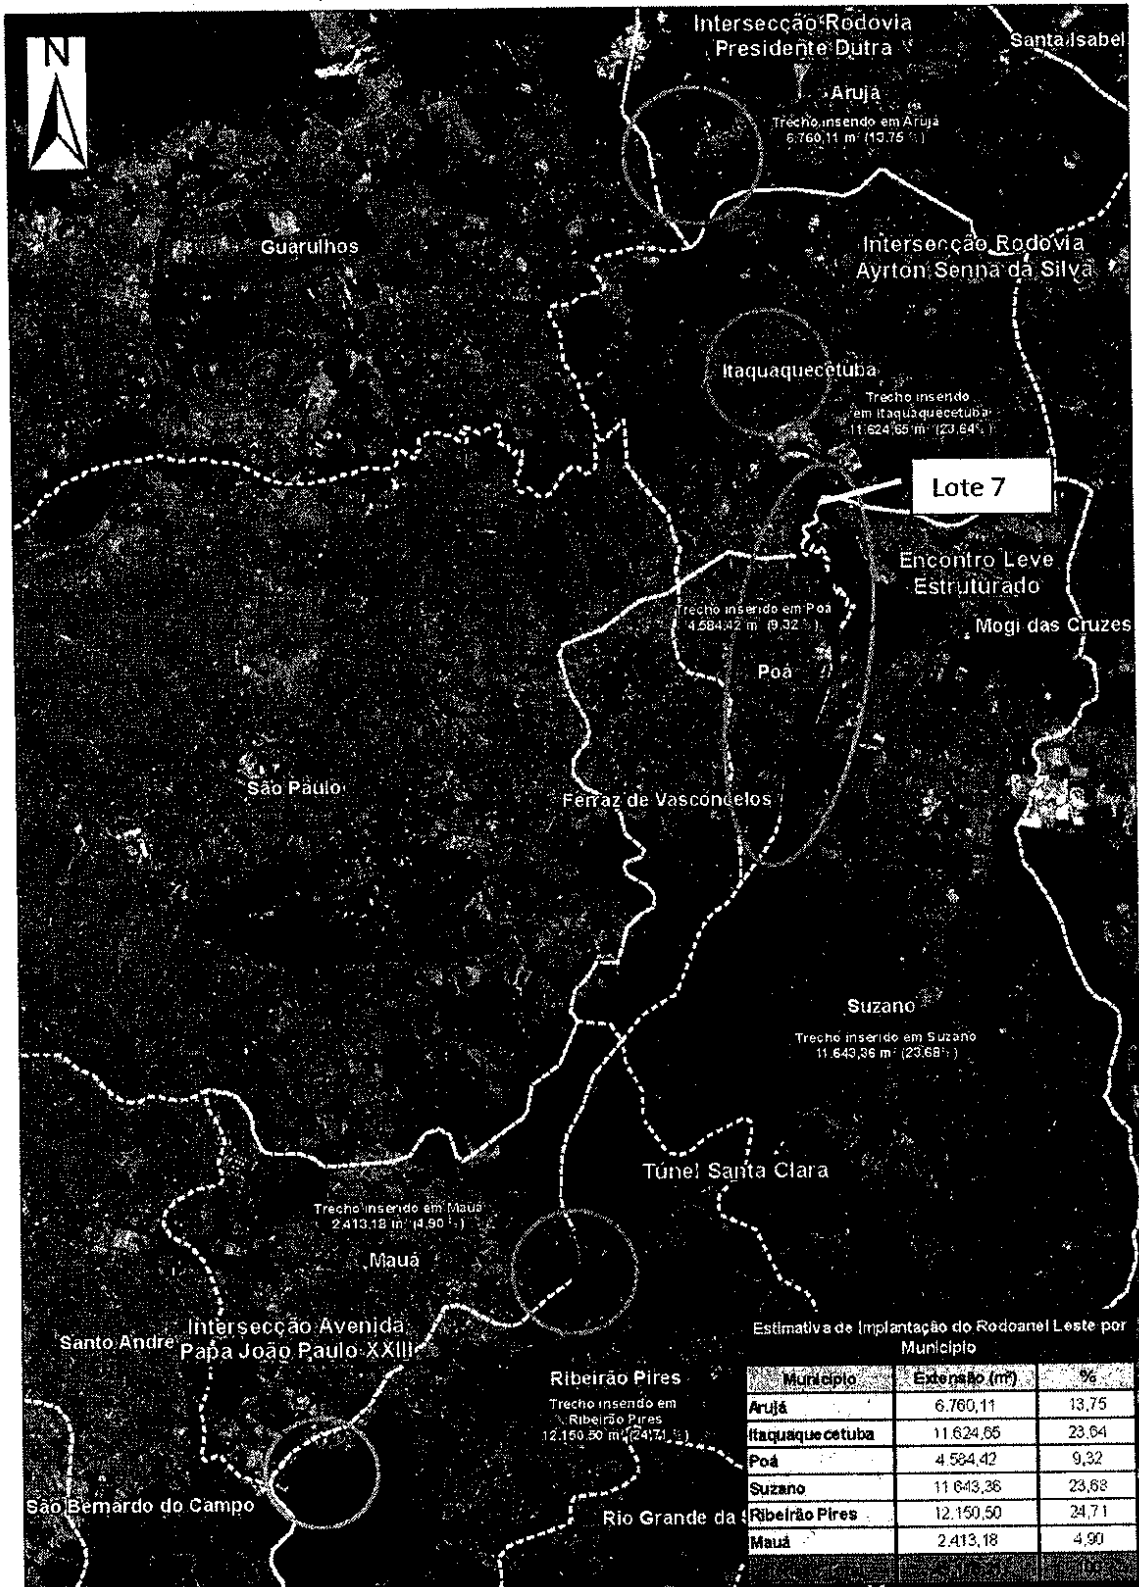 N
Intersecção Rodovia
Presidente Dutra
Santa Isabel
Arujá
Trecho inserido em Arujá
6.760,11 m² (13.75 %)
Guarulhos
Intersecção Rodovia
Ayrton Senna da Silva
Itaquaquecetuba
Trecho inserido
em Itaquaquecetuba
11.624,65 m² (23,64%)
Lote 7
Encontro Leve
Estruturado
Trecho inserido em Poá
4.584,42 m² (9,32 %)
Mogi das Cruzes
Poá
São Paulo
Ferraz de Vasconcelos
Suzano
Trecho inserido em Suzano
11.643,36 m² (23,68%)
Túnel Santa Clara
Trecho inserido em Mauá
2.413,18 m² (4,90 %)
Mauá
Santo André
Intersecção Avenida
Papa João Paulo XXIII
Ribeirão Pires
Trecho inserido em
Ribeirão Pires
12.150,50 m² (24,71 %)
São Bernardo do Campo
Rio Grande da
Estimativa de Implantação do Rodoanel Leste por
Município
Município Extensão (m²) %
Arujá 6.760,11 13,75
Itaquaquecetuba 11.624,65 23,64
Poá 4.584,42 9,32
Suzano 11.643,36 23,68
Ribeirão Pires 12.150,50 24,71
Mauá 2.413,18 4,90